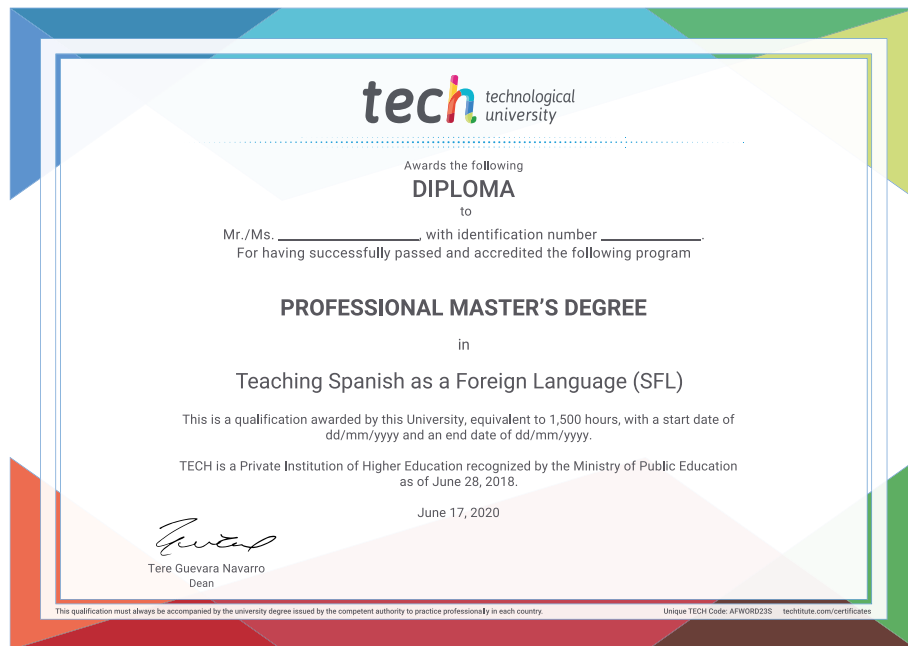 tech technological
university
Awards the following
DIPLOMA
to
Mr./Ms. ____________, with identification number ____________.
For having successfully passed and accredited the following program
PROFESSIONAL MASTER'S DEGREE
in
Teaching Spanish as a Foreign Language (SFL)
This is a qualification awarded by this University, equivalent to 1,500 hours, with a start date of
dd/mm/yyyy and an end date of dd/mm/yyyy.
TECH is a Private Institution of Higher Education recognized by the Ministry of Public Education
as of June 28, 2018.
June 17, 2020
Tere Guevara Navarro
Dean
This qualification must always be accompanied by the university degree issued by the competent authority to practice professionally in each country. Unique TECH Code: AFWORD23S techtitute.com/certificates